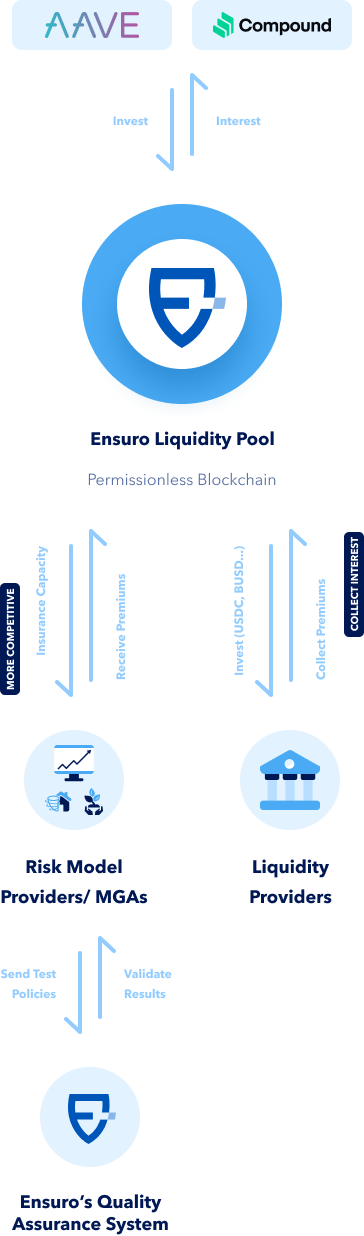 AAVE
Compound
Invest
Interest
Ensuro Liquidity Pool
Permissionless Blockchain
MORE COMPETITIVE
Insurance Capacity
Receive Premiums
Invest (USDC, BUSD...)
Collect Premiums
COLLECT INTEREST
Risk Model
Providers/ MGAs
Liquidity
Providers
Send Test
Policies
Validate
Results
Ensuro’s Quality
Assurance System